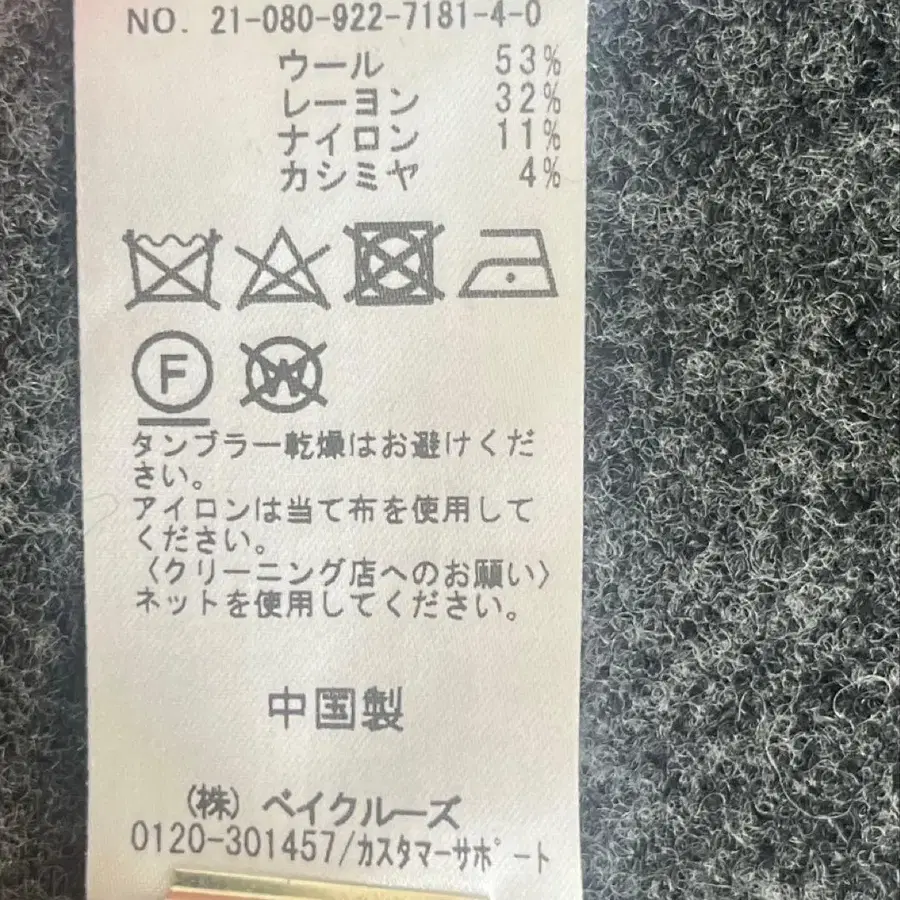 NO. 21-080-922-7181-4-0
ウール 53%
レーヨン 32%
ナイロン 11%
カシミヤ 4%
F W
タンブラー乾燥はお避けくだ
さい。
アイロンは当て布を使用して
ください。
〈クリーニング店へのお願い〉
ネットを使用してください。
中国製
(株) ベイクルーズ
0120-301457/カスタマーサポート